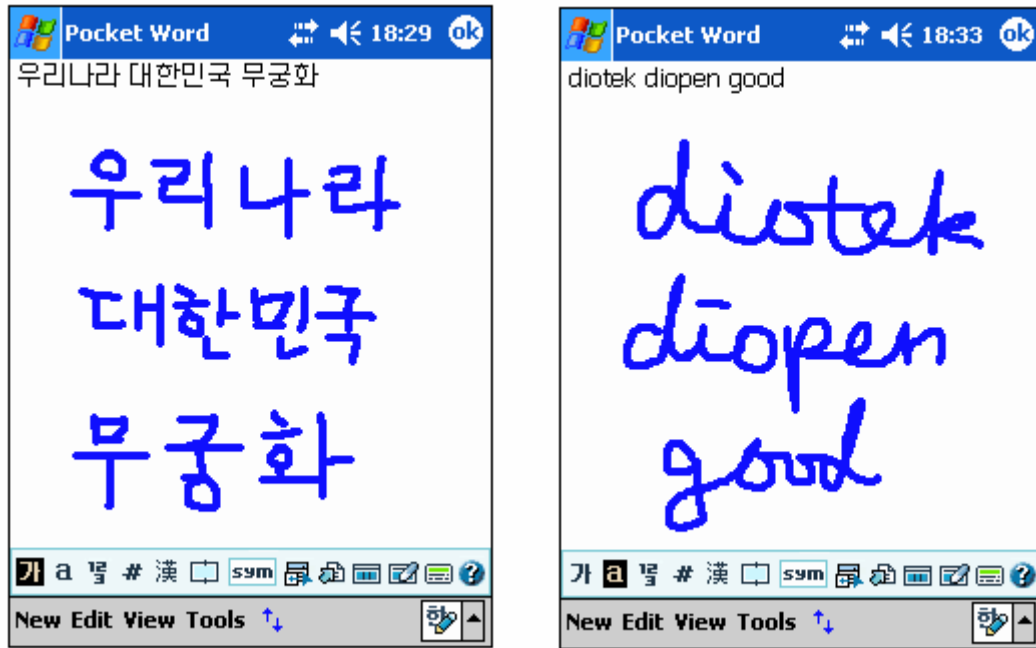 Pocket Word 18:29 ok
우리나라 대한민국 무궁화
우리나라
대한민국
무궁화
가 a # 漢 sym ?
New Edit View Tools
한
Pocket Word 18:33 ok
diotek diopen good
diotek
diopen
good
가 a # 漢 sym ?
New Edit View Tools
한